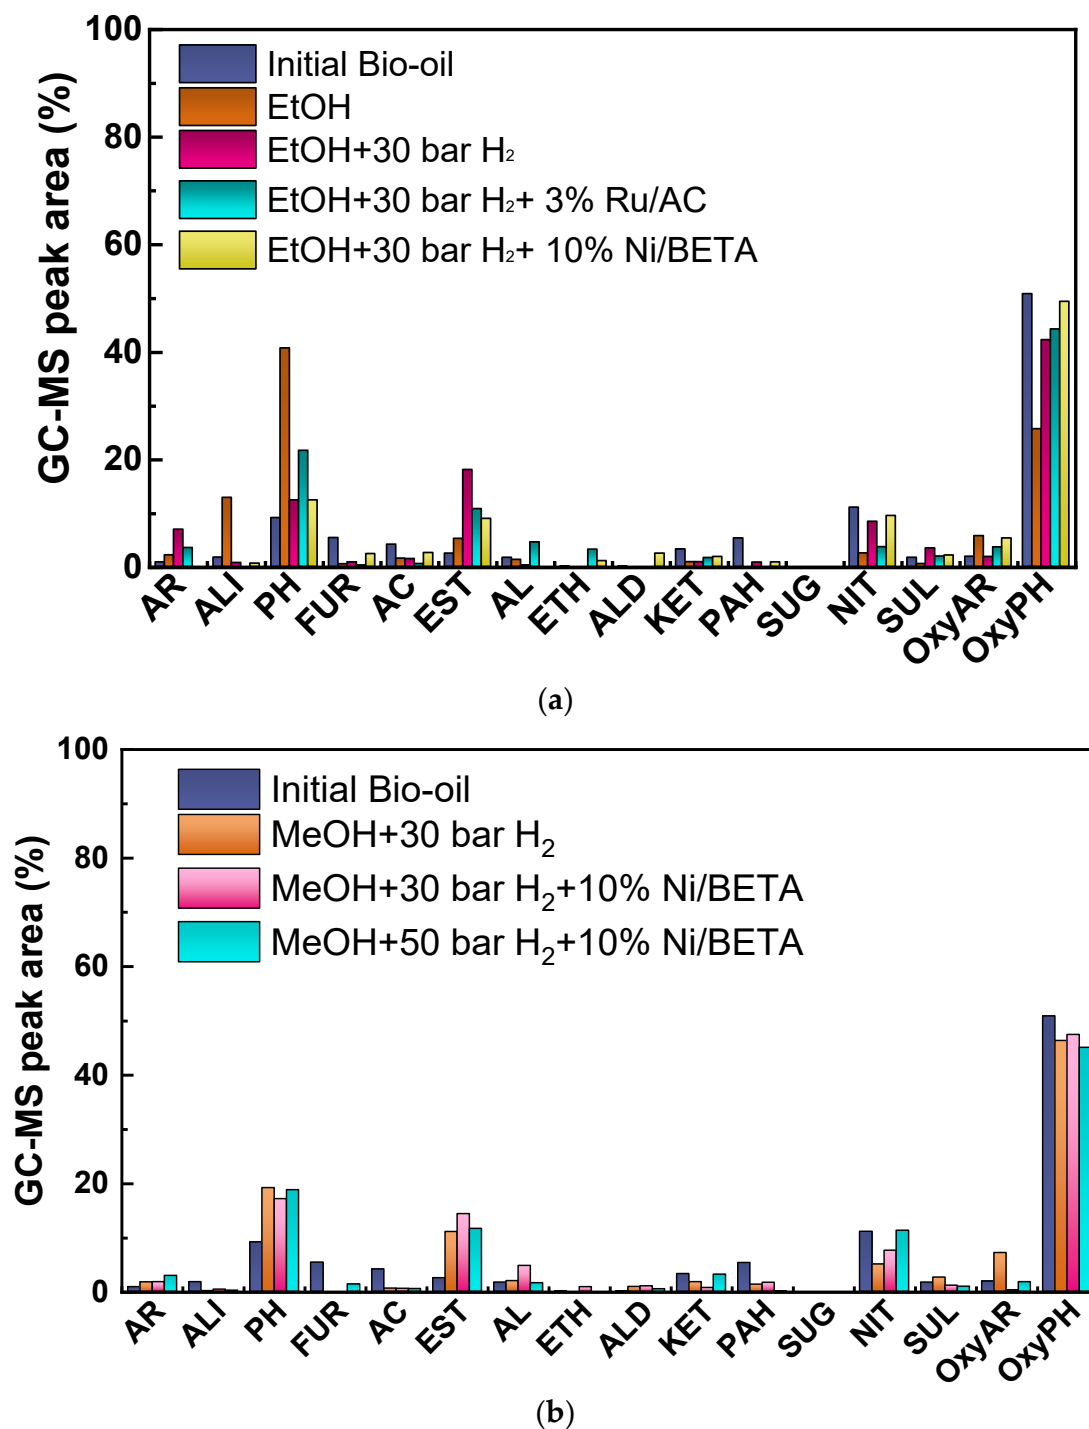 100
80
60
40
20
0
GC-MS peak area (%)
Initial Bio-oil
EtOH
EtOH+30 bar H₂
EtOH+30 bar H₂+ 3% Ru/AC
EtOH+30 bar H₂+ 10% Ni/BETA
AR ALI PH FUR AC EST AL ETH ALD KET PAH SUG NIT SUL OxyAR OxyPH
(a)
100
80
60
40
20
0
GC-MS peak area (%)
Initial Bio-oil
MeOH+30 bar H₂
MeOH+30 bar H₂+10% Ni/BETA
MeOH+50 bar H₂+10% Ni/BETA
AR ALI PH FUR AC EST AL ETH ALD KET PAH SUG NIT SUL OxyAR OxyPH
(b)